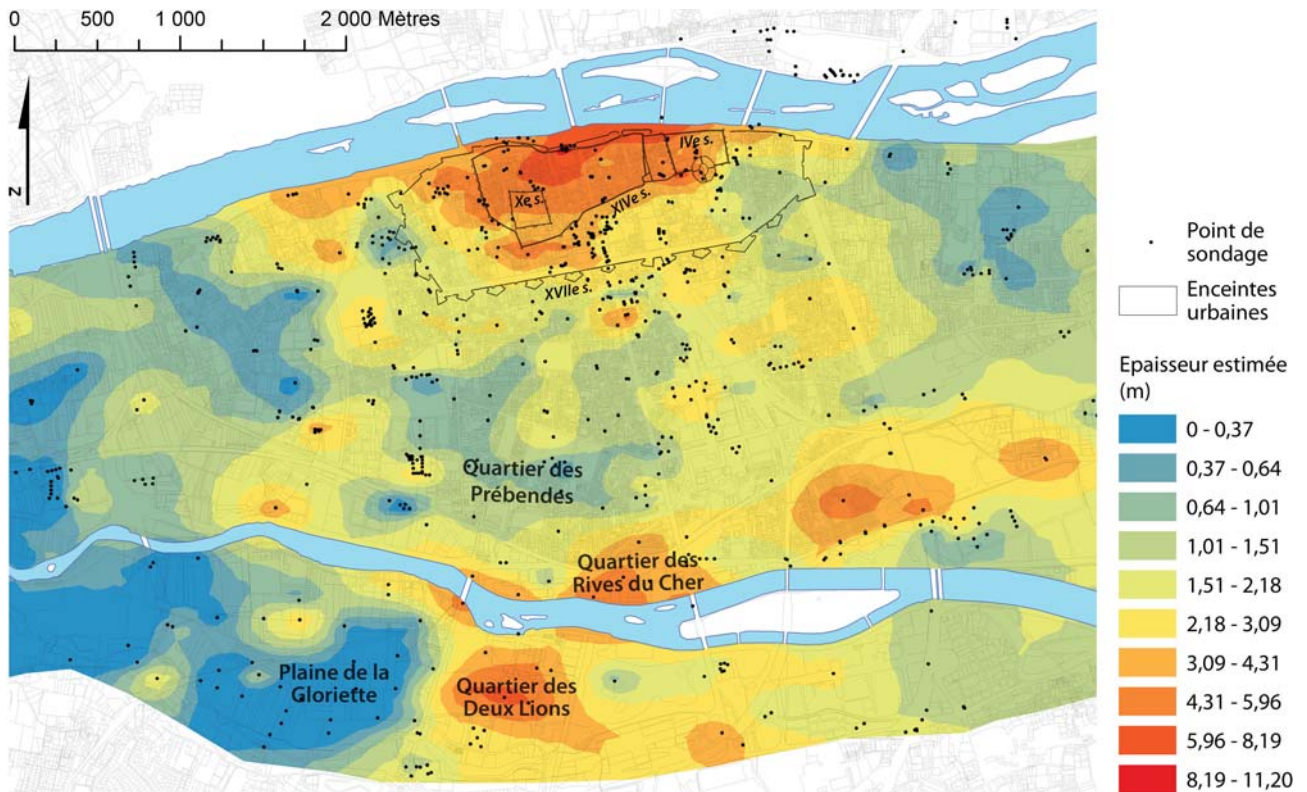 0 500 1 000 2 000 Mètres
N
IVe s.
Xe s.
XIVe s.
XVIIe s.
Quartier des
Prébendes
Quartier des
Rives du Cher
Plaine de la
Gloriette
Quartier des
Deux Lions
Point de
sondage
Enceintes
urbaines
Epaisseur estimée
(m)
0 - 0,37
0,37 - 0,64
0,64 - 1,01
1,01 - 1,51
1,51 - 2,18
2,18 - 3,09
3,09 - 4,31
4,31 - 5,96
5,96 - 8,19
8,19 - 11,20